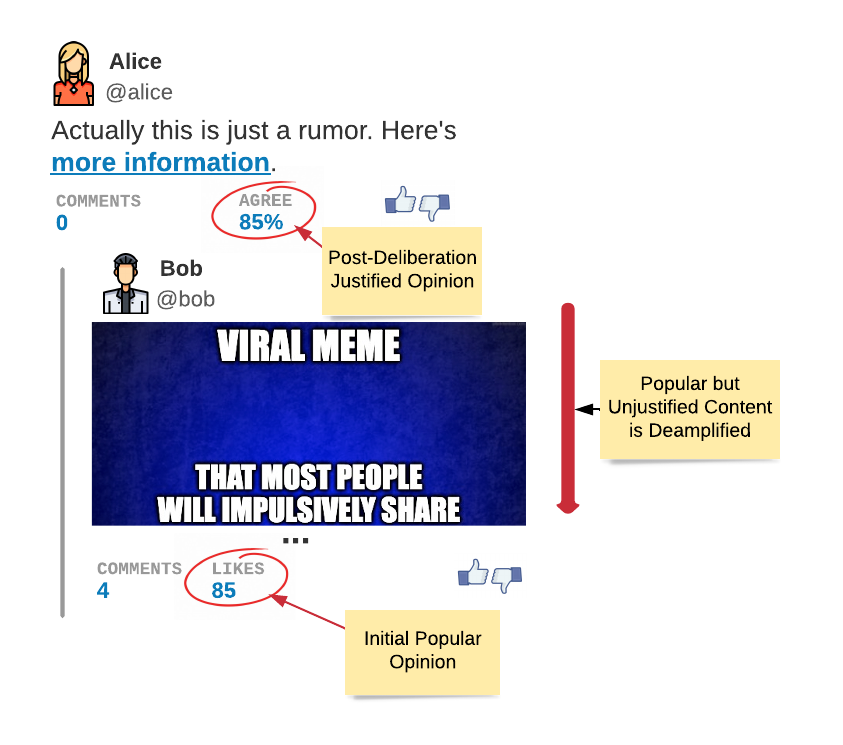 Alice
@alice
Actually this is just a rumor. Here's
more information.
COMMENTS
0
AGREE
85%
Post-Deliberation
Justified Opinion
Bob
@bob
VIRAL MEME
THAT MOST PEOPLE
WILL IMPULSIVELY SHARE
...
Popular but
Unjustified Content
is Deamplified
COMMENTS
4
LIKES
85
Initial Popular
Opinion